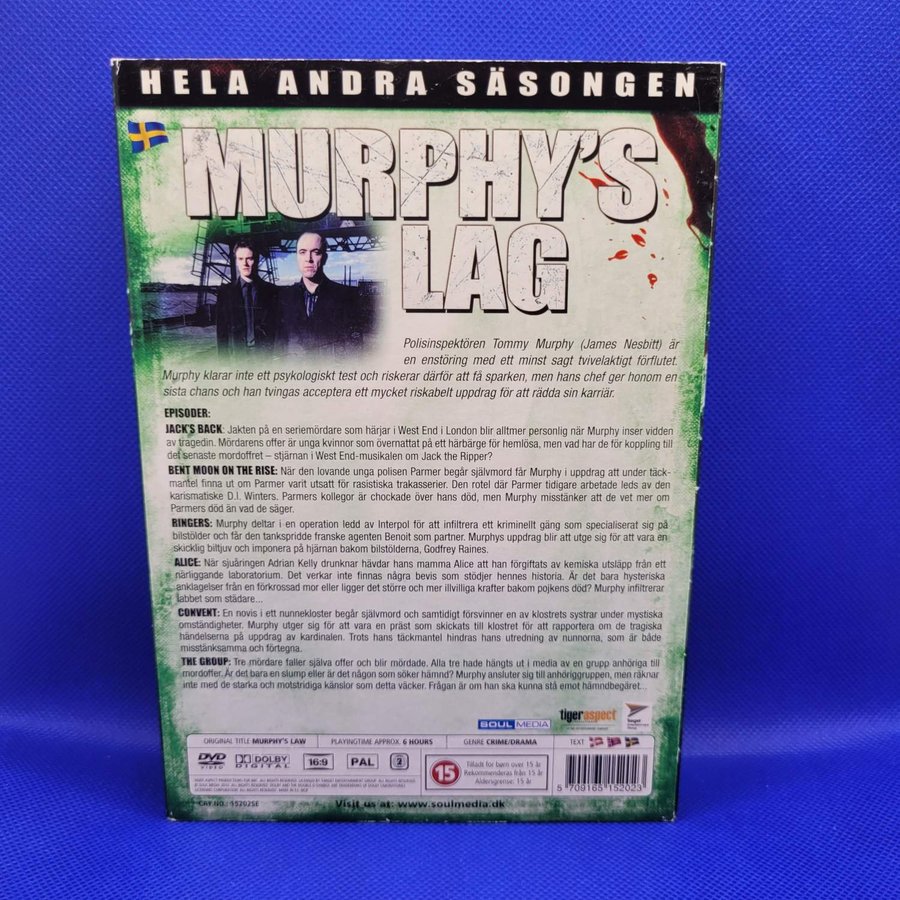 HELA ANDRA SÄSONGEN
MURPHY'S
LAG
Polisinspektören Tommy Murphy (James Nesbitt) är
en enstöring med ett minst sagt tvivelaktigt förflutet.
Murphy klarar inte ett psykologiskt test och riskerar därför att få sparken, men hans chef ger honom en
sista chans och han tvingas acceptera ett mycket riskabelt uppdrag för att rädda sin karriär.
EPISODER:
JACK'S BACK: Jakten på en seriemördare som härjar i West End i London blir alltmer personlig när Murphy inser vidden
av tragedin. Mördarens offer är unga kvinnor som övernattat på ett härbärge för hemlösa, men vad har de för koppling till
det senaste mordoffret – stjärnan i West End-musikalen om Jack the Ripper?
BENT MOON ON THE RISE: När den lovande unga polisen Parmer begår självmord får Murphy i uppdrag att under täck-
mantel finna ut om Parmer varit utsatt för rasistiska trakasserier. Den rotel där Parmer tidigare arbetade leds av den
karismatiske D.I. Winters. Parmers kollegor är chockade över hans död, men Murphy misstänker att de vet mer om
Parmers död än vad de säger.
RINGERS: Murphy deltar i en operation ledd av Interpol för att infiltrera ett kriminellt gäng som specialiserat sig på
bilstölder och får den tankspridde franske agenten Benoit som partner. Murphys uppdrag blir att utge sig för att vara en
skicklig biltjuv och imponera på hjärnan bakom bilstölderna, Godfrey Raines.
ALICE: När sjuåringen Adrian Kelly drunknar hävdar hans mamma Alice att han förgiftats av kemiska utsläpp från ett
närliggande laboratorium. Det verkar inte finnas några bevis som stödjer hennes historia. Är det bara hysteriska
anklagelser från en förkrossad mor eller ligger det större och mer illvilliga krafter bakom pojkens död? Murphy infiltrerar
labbet som städare...
CONVENT: En novis i ett nunnekloster begår självmord och samtidigt försvinner en av klostrets systrar under mystiska
omständigheter. Murphy utger sig för att vara en präst som skickats till klostret för att rapportera om de tragiska
händelserna på uppdrag av kardinalen. Trots hans täckmantel hindras hans utredning av nunnorna, som är både
misstänksamma och förtegna.
THE GROUP: Tre mördare faller själva offer och blir mördade. Alla tre hade hängts ut i media av en grupp anhöriga till
mordoffer. Är det bara en slump eller är det någon som söker hämnd? Murphy ansluter sig till anhöriggruppen, men räknar
inte med de starka och motstridiga känslor som detta väcker. Frågan är om han ska kunna stå emot hämndbegäret...
SOUL MEDIA
tigeraspect
target
ORIGINAL TITLE MURPHY'S LAW
PLAYINGTIME APPROX. 6 HOURS
GENRE CRIME/DRAMA
TEXT
DVD VIDEO
DOLBY DIGITAL
16:9
PAL
2
15
Tillladt for børn over 15 år
Rekommenderas från 15 år
Aldersgrense: 15 år
5 709165 152023
CAT.NO.: 152025E
Visit us at: www.soulmedia.dk